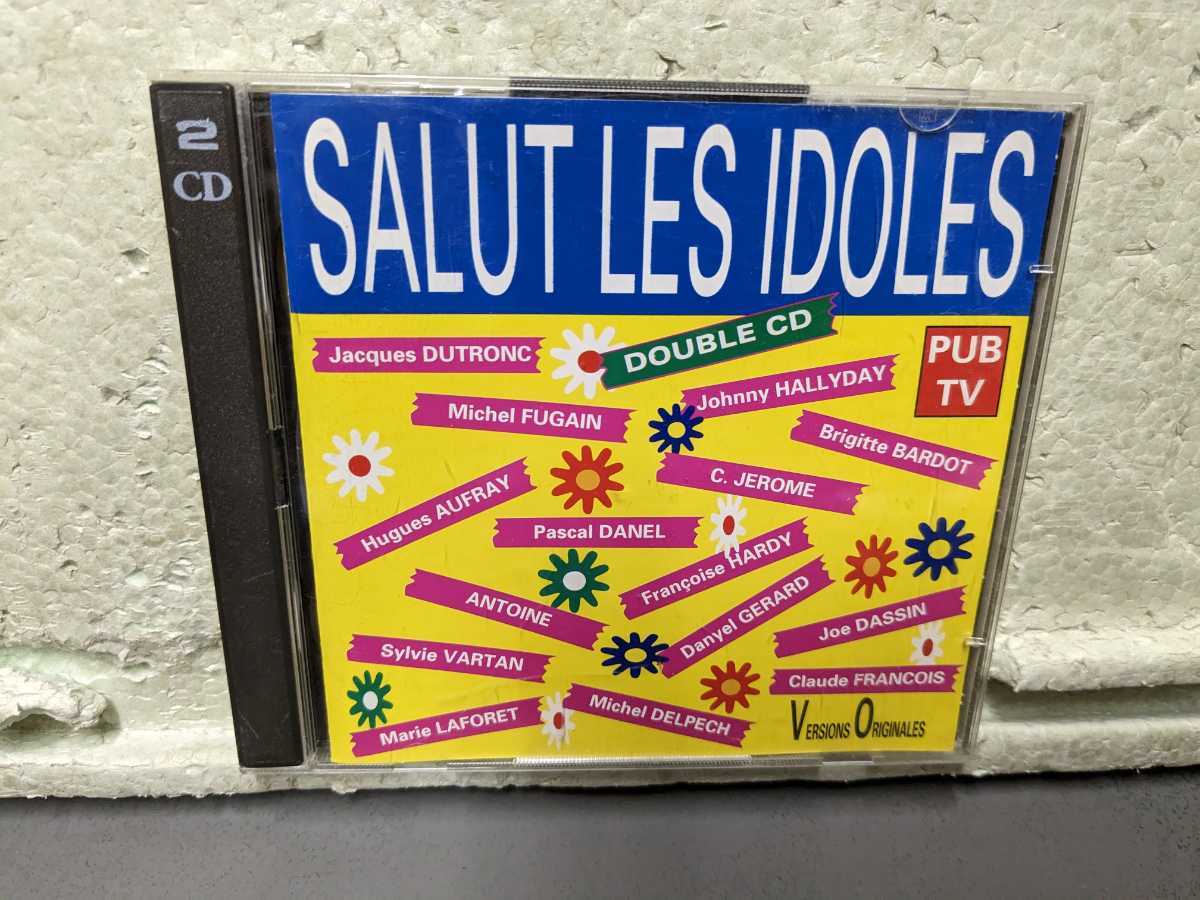 2
CD
SALUT LES IDOLES
Jacques DUTRONC
DOUBLE CD
PUB
TV
Johnny HALLYDAY
Michel FUGAIN
Brigitte BARDOT
C. JEROME
Hugues AUFRAY
Pascal DANEL
Françoise HARDY
ANTOINE
Danyel GERARD
Joe DASSIN
Sylvie VARTAN
Claude FRANCOIS
Marie LAFORET
Michel DELPECH
VERSIONS ORIGINALES